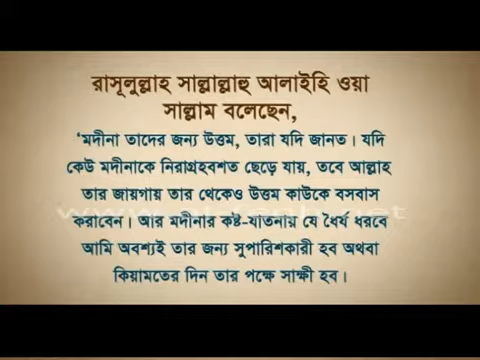 রাসূলুল্লাহ সাল্লাল্লাহু আলাইহি ওয়া
সাল্লাম বলেছেন,
‘মদীনা তাদের জন্য উত্তম, তারা যদি জানত। যদি
কেউ মদীনাকে নিরাগ্রহবশত ছেড়ে যায়, তবে আল্লাহ
তার জায়গায় তার থেকেও উত্তম কাউকে বসবাস
করাবেন। আর মদীনার কষ্ট-যাতনায় যে ধৈর্য ধরবে
আমি অবশ্যই তার জন্য সুপারিশকারী হব অথবা
কিয়ামতের দিন তার পক্ষে সাক্ষী হব।